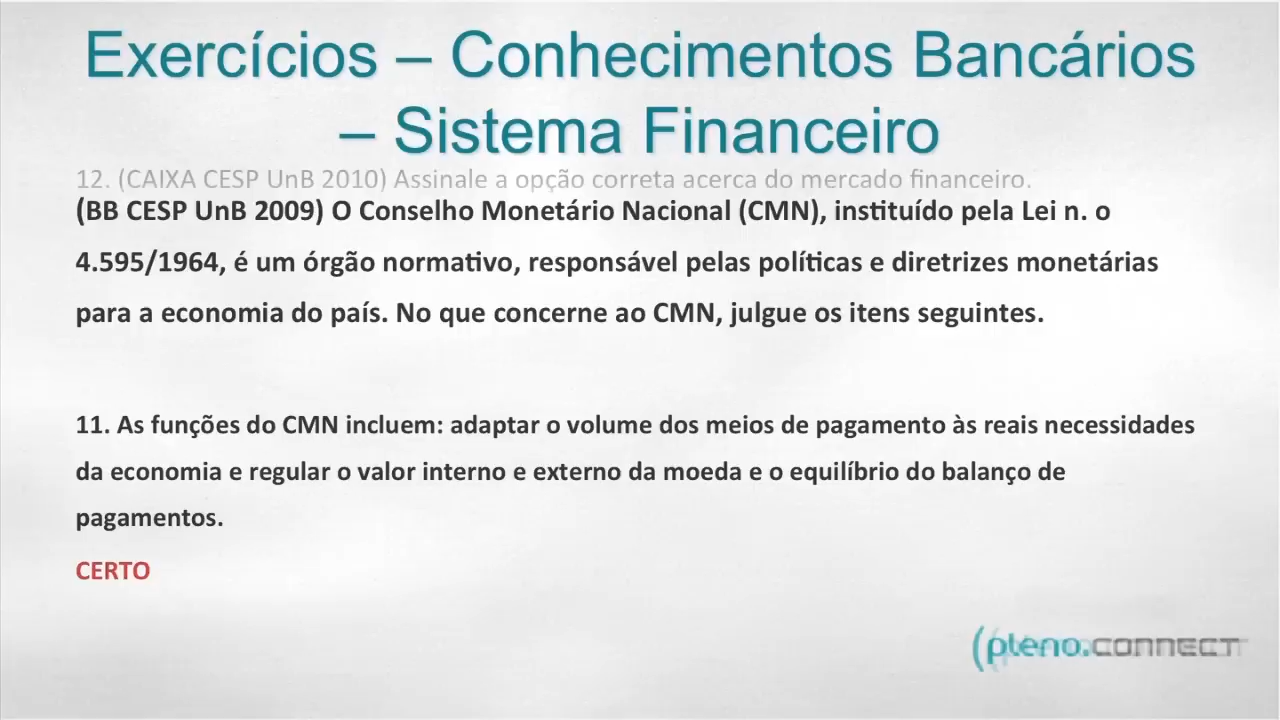 Exercícios – Conhecimentos Bancários
– Sistema Financeiro
12. (CAIXA CESP UnB 2010) Assinale a opção correta acerca do mercado financeiro.
(BB CESP UnB 2009) O Conselho Monetário Nacional (CMN), instituído pela Lei n. o
4.595/1964, é um órgão normativo, responsável pelas políticas e diretrizes monetárias
para a economia do país. No que concerne ao CMN, julgue os itens seguintes.
11. As funções do CMN incluem: adaptar o volume dos meios de pagamento às reais necessidades
da economia e regular o valor interno e externo da moeda e o equilíbrio do balanço de
pagamentos.
CERTO
(pleno.connect